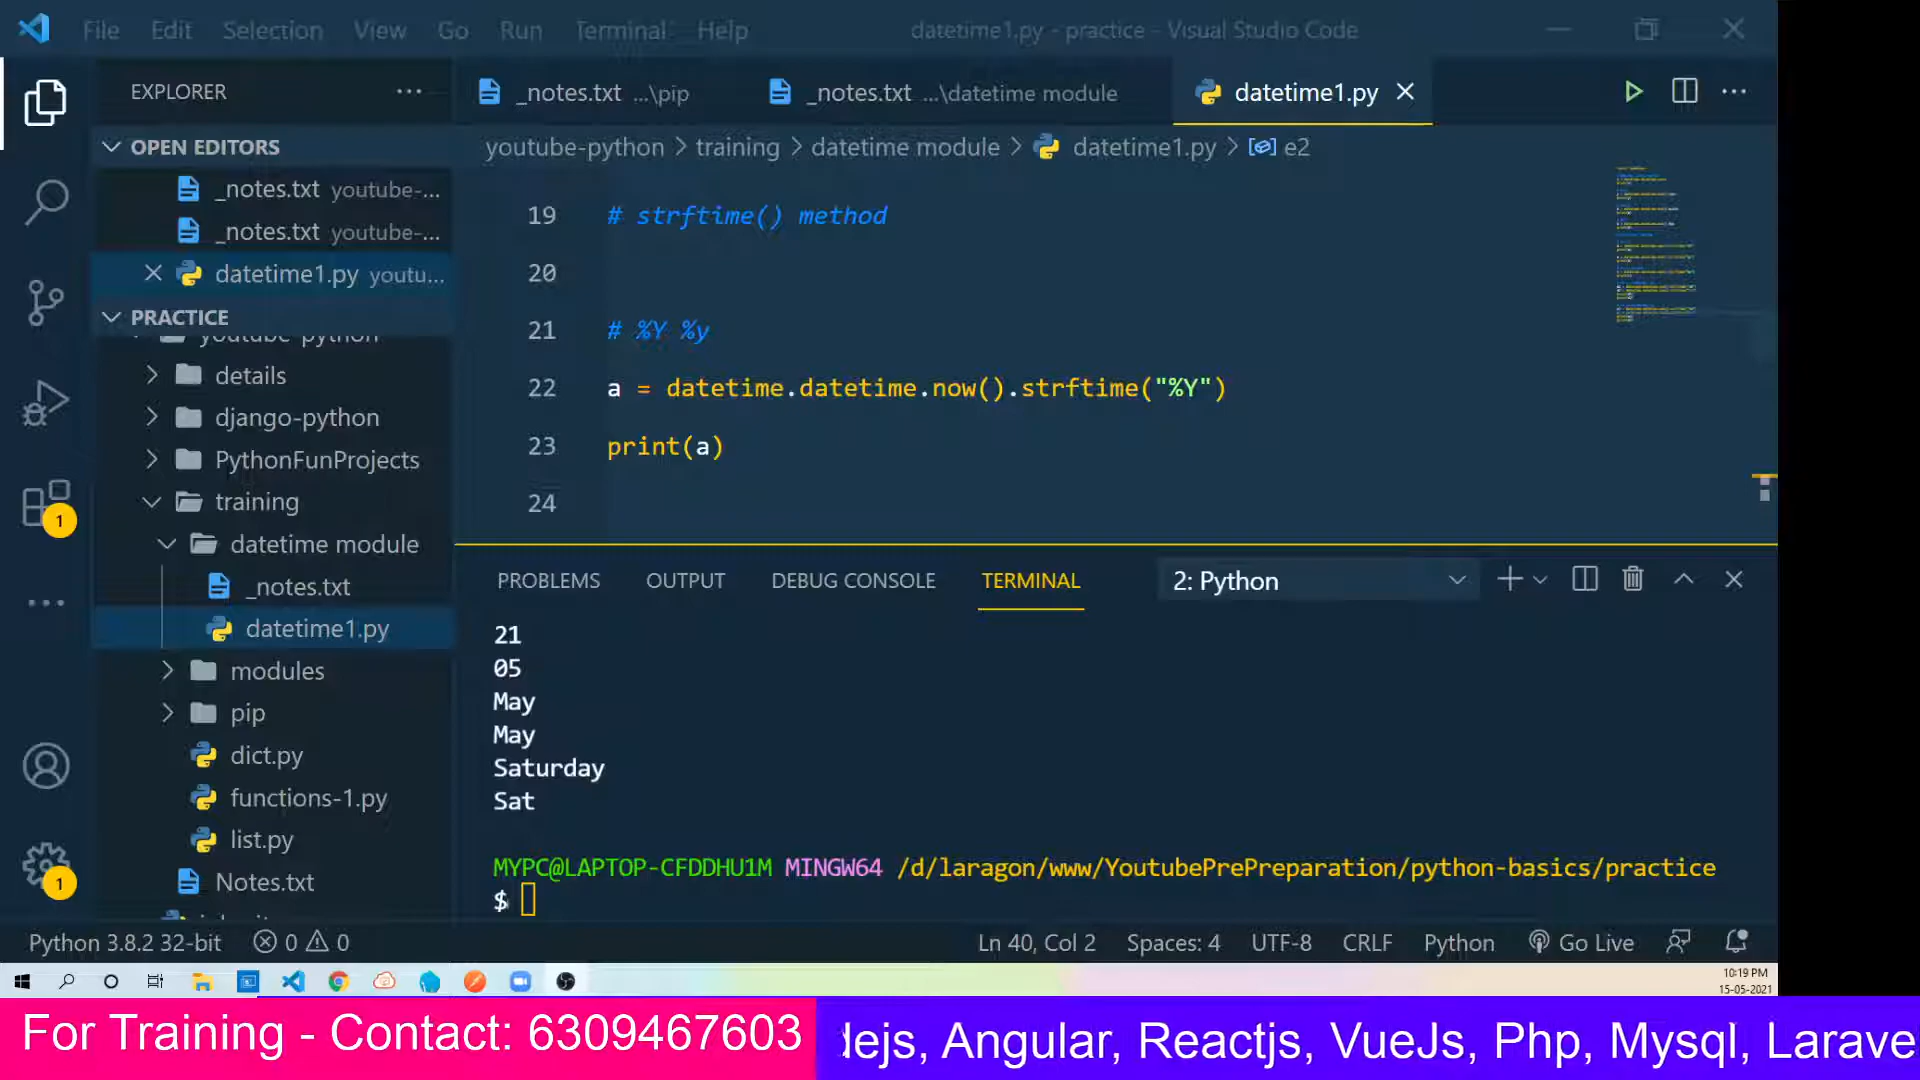 File Edit Selection View Go Run Terminal Help datetime1.py - practice - Visual Studio Code
EXPLORER
_notes.txt ...\pip _notes.txt ...\datetime module datetime1.py
OPEN EDITORS
youtube-python > training > datetime module > datetime1.py > e2
_notes.txt youtube-...
_notes.txt youtube-...
datetime1.py youtu...
PRACTICE
youtube-python
details
django-python
PythonFunProjects
training
datetime module
_notes.txt
datetime1.py
modules
pip
dict.py
functions-1.py
list.py
Notes.txt
19 # strftime() method
20
21 # %Y %y
22 a = datetime.datetime.now().strftime("%Y")
23 print(a)
24
PROBLEMS OUTPUT DEBUG CONSOLE TERMINAL 2: Python
21
05
May
May
Saturday
Sat
MYPC@LAPTOP-CFDDHU1M MINGW64 /d/laragon/www/YoutubePrePreparation/python-basics/practice
$
1
1
Python 3.8.2 32-bit 0 0 Ln 40, Col 2 Spaces: 4 UTF-8 CRLF Python Go Live
10:19 PM
15-05-2021
For Training - Contact: 6309467603
dejs, Angular, Reactjs, VueJs, Php, Mysql, Larave